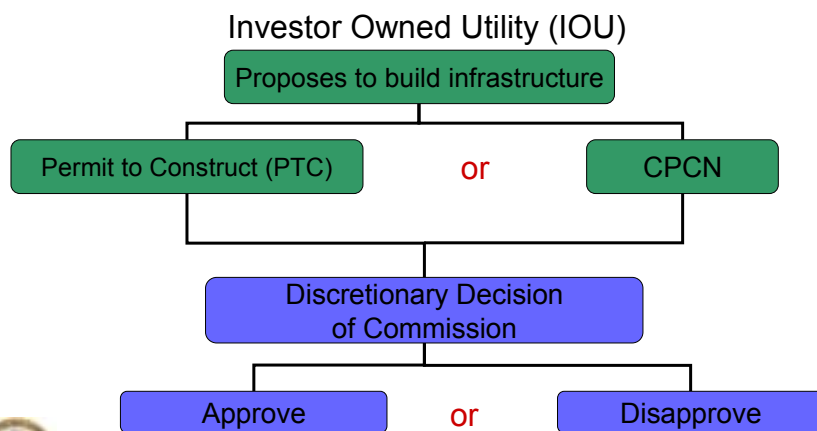 Investor Owned Utility (IOU)
Proposes to build infrastructure
Permit to Construct (PTC)
or
CPCN
Discretionary Decision
of Commission
Approve
or
Disapprove